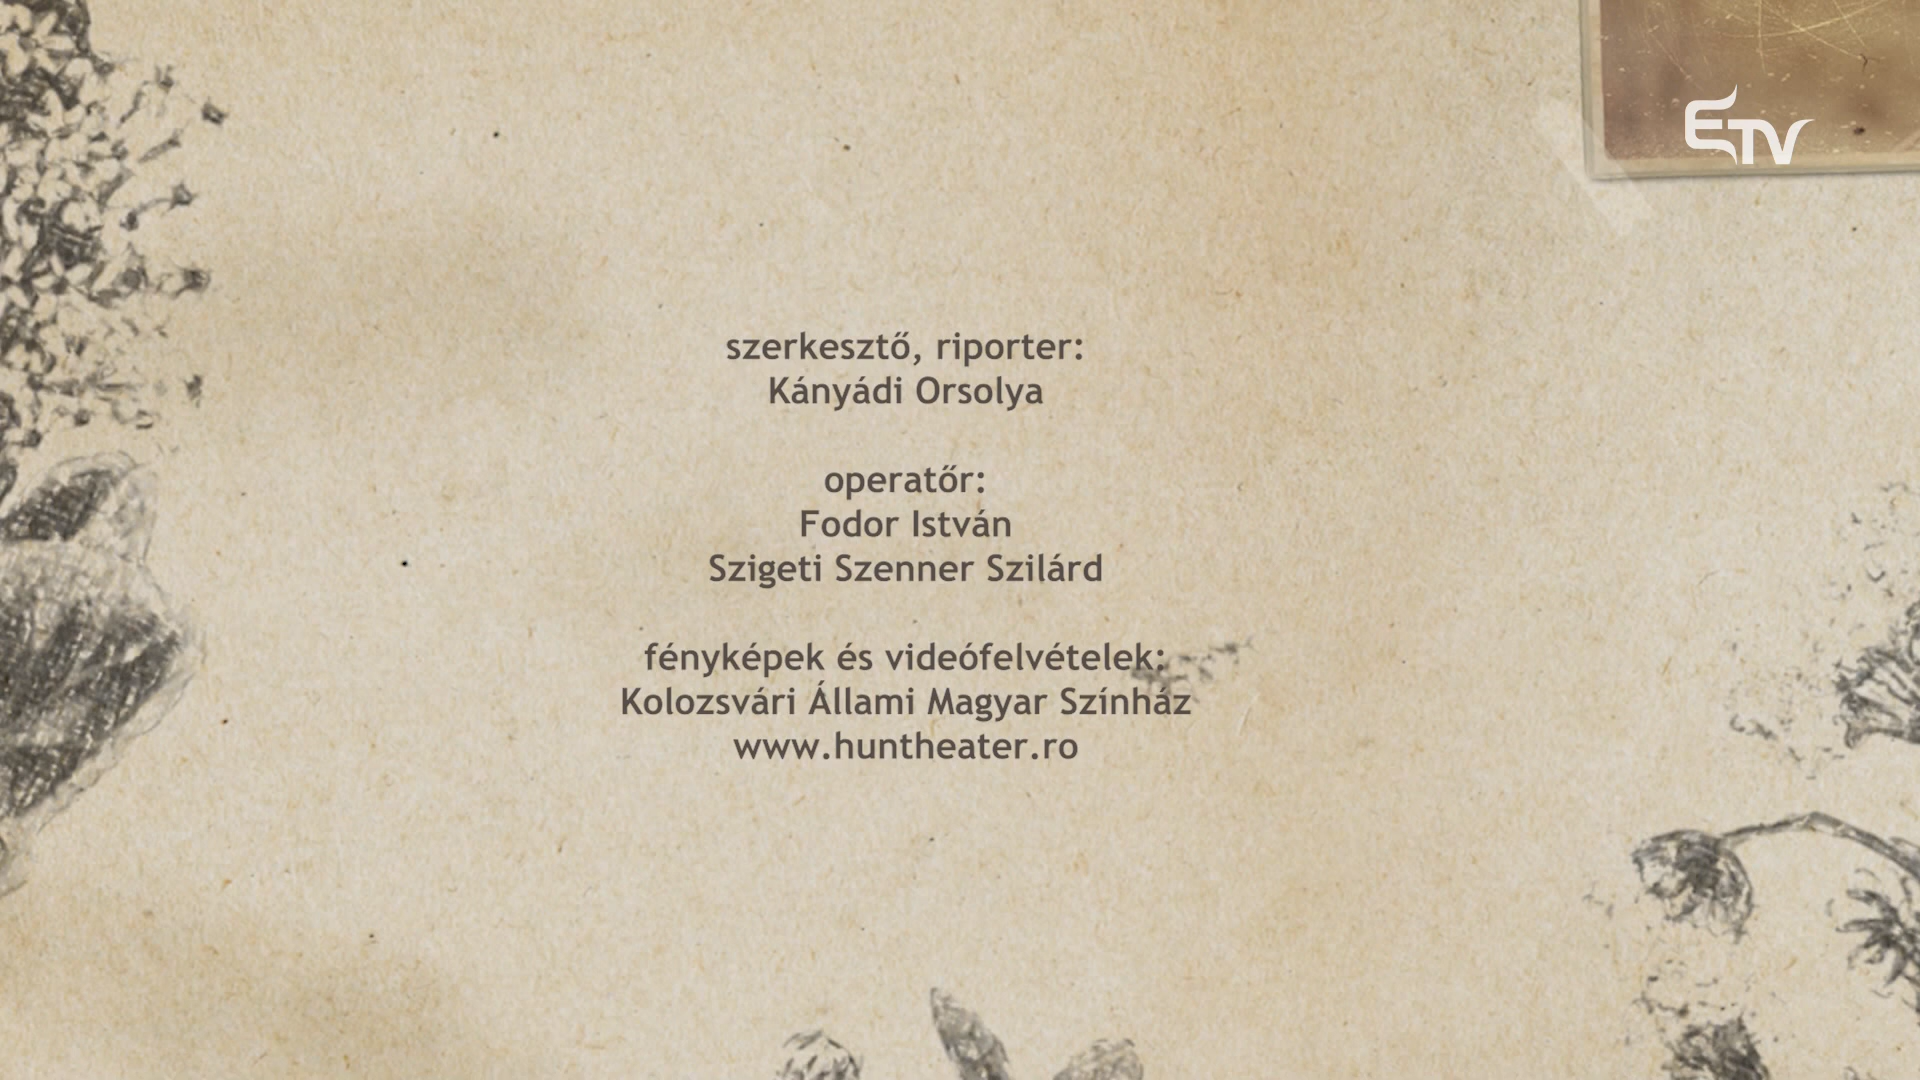 ETV
szerkesztő, riporter:
Kányádi Orsolya
operatőr:
Fodor István
Szigeti Szenner Szilárd
fényképek és videófelvételek:
Kolozsvári Állami Magyar Színház
www.huntheater.ro